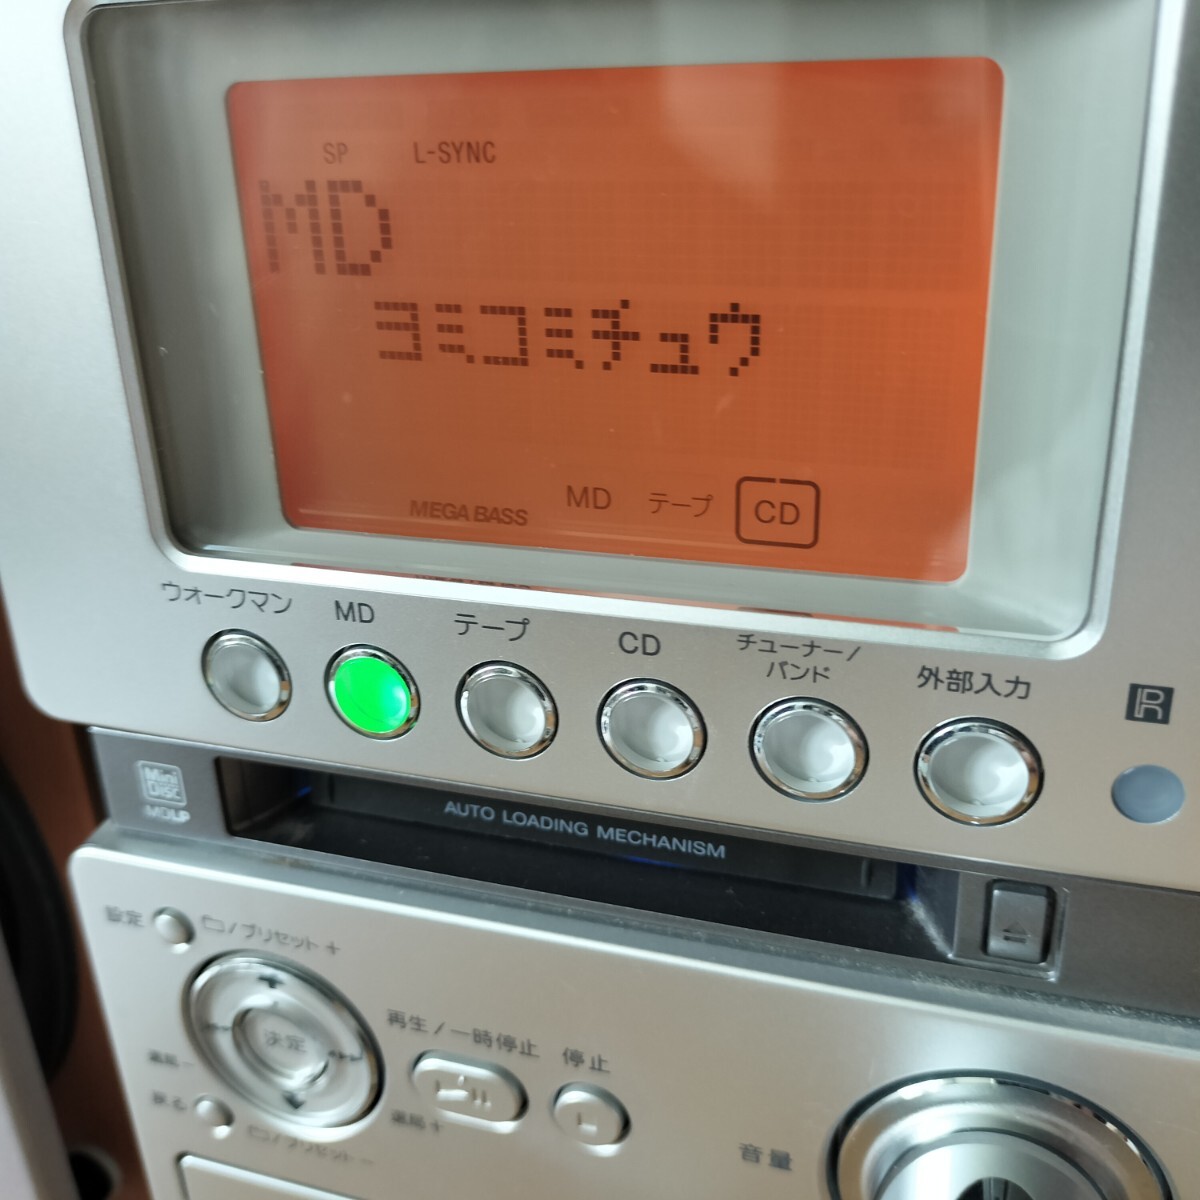 SP L-SYNC
MD
ヨミコミチュウ
MEGA BASS MD テープ CD
ウオークマン MD テープ CD チューナー/バンド 外部入力
R
Mini Disc
MDLP
AUTO LOADING MECHANISM
設定 /プリセット+
決定
再生/一時停止 停止
戻る
/プリセット−
音量